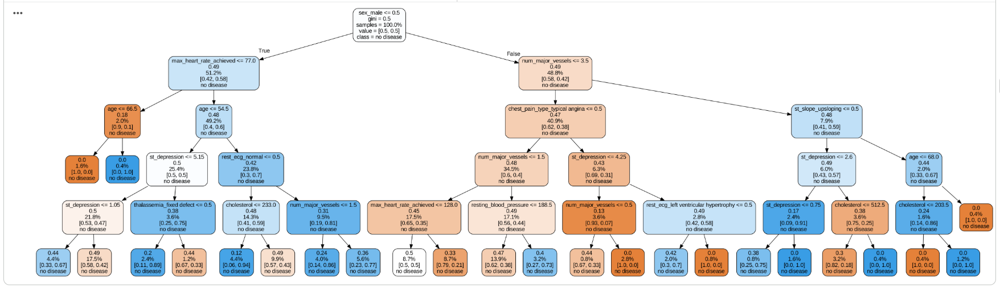 sex_male <= 0.5
gini = 0.5
samples = 100.0%
value = [0.5, 0.5]
class = no disease
True
False
max_heart_rate_achieved <= 77.0
0.49
51.2%
[0.42, 0.58]
no disease
num_major_vessels <= 3.5
0.49
48.8%
[0.58, 0.42]
no disease
age <= 66.5
0.18
2.0%
[0.9, 0.1]
no disease
age <= 54.5
0.48
49.2%
[0.4, 0.6]
no disease
chest_pain_type_typical angina <= 0.5
0.47
40.9%
[0.62, 0.38]
no disease
st_slope_upsloping <= 0.5
0.48
7.9%
[0.41, 0.59]
no disease
0.0
1.6%
[1.0, 0.0]
no disease
0.0
0.4%
[0.0, 1.0]
no disease
st_depression <= 5.15
0.5
25.4%
[0.5, 0.5]
no disease
rest_ecg_normal <= 0.5
0.42
23.8%
[0.3, 0.7]
no disease
num_major_vessels <= 1.5
0.48
34.5%
[0.6, 0.4]
no disease
st_depression <= 4.25
0.43
6.3%
[0.69, 0.31]
no disease
st_depression <= 2.6
0.49
6.0%
[0.43, 0.57]
no disease
age <= 68.0
0.44
2.0%
[0.33, 0.67]
no disease
st_depression <= 1.05
0.5
21.8%
[0.53, 0.47]
no disease
thalassemia_fixed defect <= 0.5
0.38
3.6%
[0.25, 0.75]
no disease
cholesterol <= 233.0
0.48
14.3%
[0.41, 0.59]
no disease
num_major_vessels <= 1.5
0.31
9.5%
[0.19, 0.81]
no disease
max_heart_rate_achieved <= 128.0
0.45
17.5%
[0.65, 0.35]
no disease
resting_blood_pressure <= 188.5
0.49
17.1%
[0.56, 0.44]
no disease
num_major_vessels <= 0.5
0.13
3.6%
[0.93, 0.07]
no disease
rest_ecg_left ventricular hypertrophy <= 0.5
0.49
2.8%
[0.42, 0.58]
no disease
st_depression <= 0.75
0.17
2.4%
[0.09, 0.91]
no disease
cholesterol <= 512.5
0.38
3.6%
[0.75, 0.25]
no disease
cholesterol <= 203.5
0.24
1.6%
[0.14, 0.86]
no disease
0.0
0.4%
[1.0, 0.0]
no disease
0.44
4.4%
[0.33, 0.67]
no disease
0.49
17.5%
[0.58, 0.42]
no disease
0.2
2.4%
[0.11, 0.89]
no disease
0.44
1.2%
[0.67, 0.33]
no disease
0.12
4.4%
[0.06, 0.94]
no disease
0.49
9.9%
[0.57, 0.43]
no disease
0.24
4.0%
[0.14, 0.86]
no disease
0.36
5.6%
[0.23, 0.77]
no disease
0.5
8.7%
[0.5, 0.5]
no disease
0.33
8.7%
[0.79, 0.21]
no disease
0.47
13.9%
[0.62, 0.38]
no disease
0.4
3.2%
[0.27, 0.73]
no disease
0.44
0.8%
[0.67, 0.33]
no disease
0.0
2.8%
[1.0, 0.0]
no disease
0.42
2.0%
[0.3, 0.7]
no disease
0.0
0.8%
[1.0, 0.0]
no disease
0.38
0.8%
[0.25, 0.75]
no disease
0.0
1.6%
[0.0, 1.0]
no disease
0.3
3.2%
[0.82, 0.18]
no disease
0.0
0.4%
[0.0, 1.0]
no disease
0.0
0.4%
[1.0, 0.0]
no disease
0.0
1.2%
[0.0, 1.0]
no disease